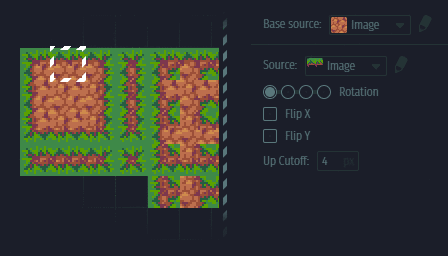 Base source: Image
Source: Image
Rotation
Flip X
Flip Y
Up Cutoff: 4 px